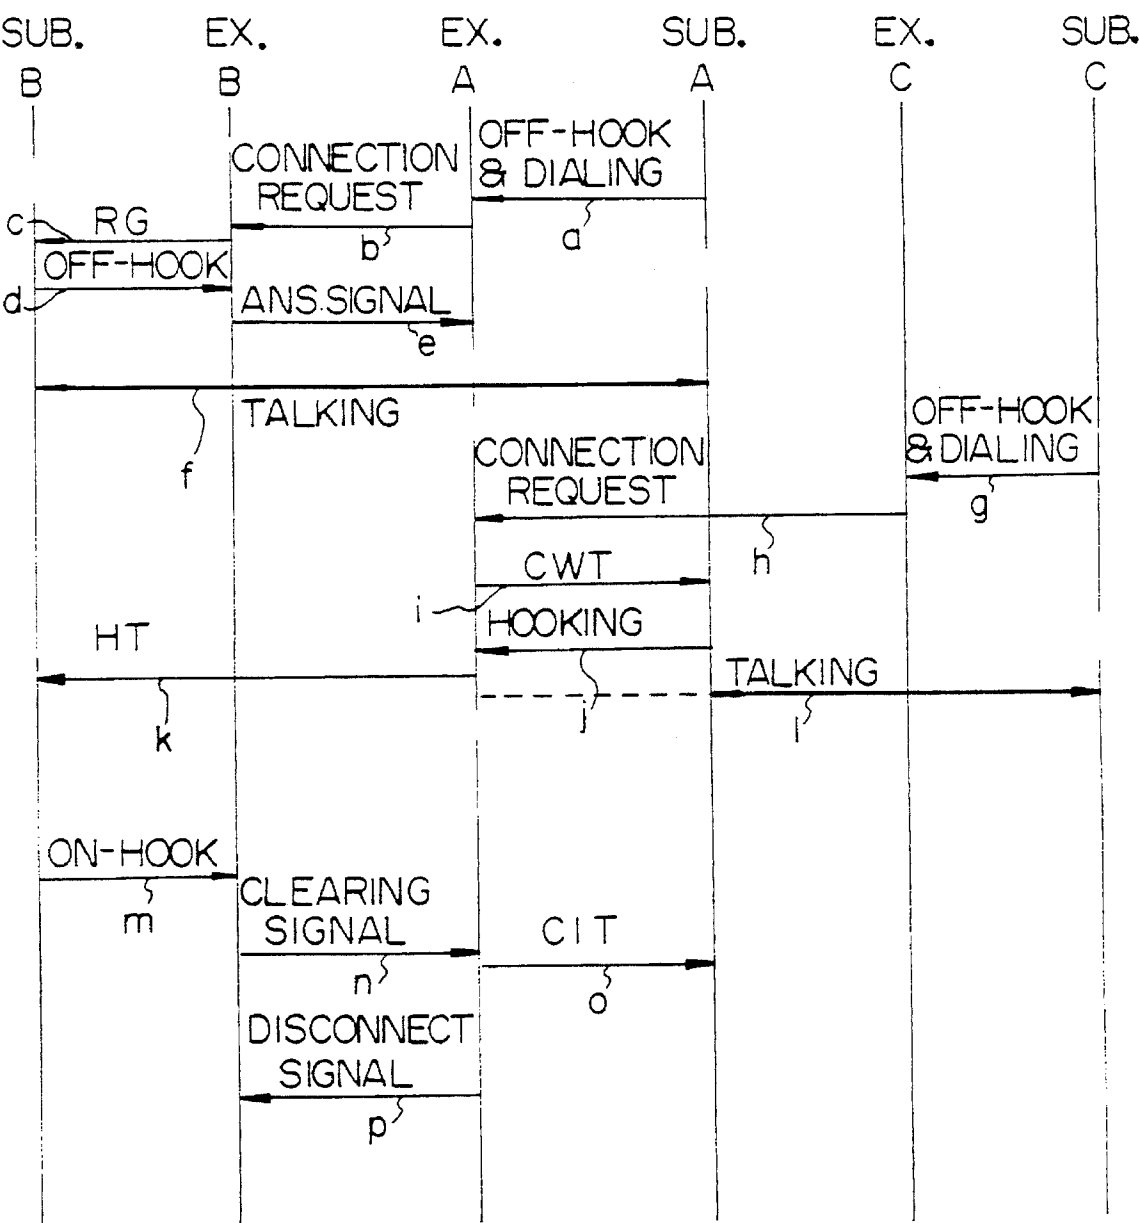 SUB. EX. EX. SUB. EX. SUB.
B B A A C C
OFF-HOOK
& DIALING
a
CONNECTION
REQUEST
b
c RG
OFF-HOOK
d
ANS.SIGNAL
e
TALKING
f
OFF-HOOK
& DIALING
g
CONNECTION
REQUEST
h
CWT
i
HOOKING
j
HT
k
TALKING
l
ON-HOOK
m
CLEARING
SIGNAL
n
CIT
o
DISCONNECT
SIGNAL
p